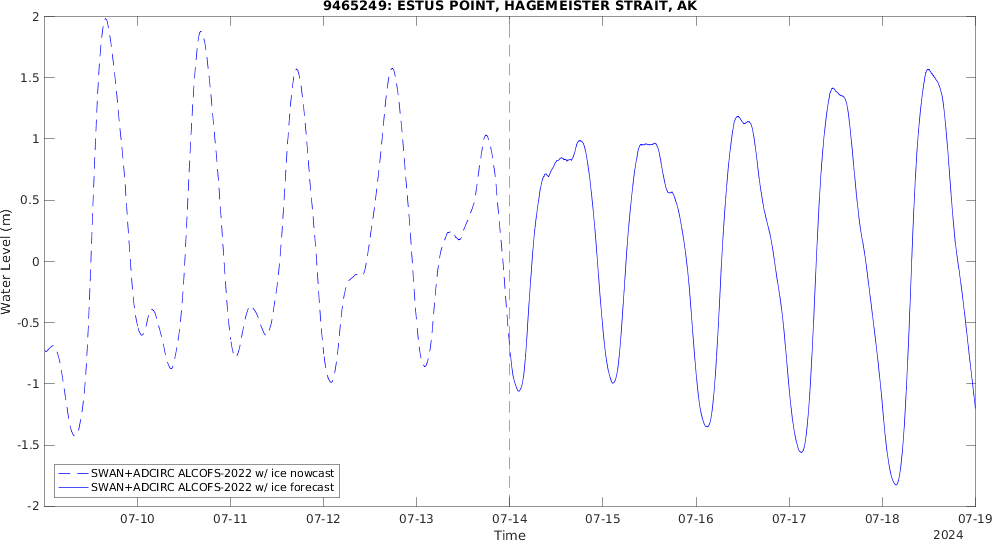 9465249: ESTUS POINT, HAGEMEISTER STRAIT, AK
2
1.5
1
0.5
0
-0.5
-1
-1.5
-2
Water Level (m)
SWAN+ADCIRC ALCOFS-2022 w/ ice nowcast
SWAN+ADCIRC ALCOFS-2022 w/ ice forecast
07-10 07-11 07-12 07-13 07-14 07-15 07-16 07-17 07-18 07-19
Time
2024